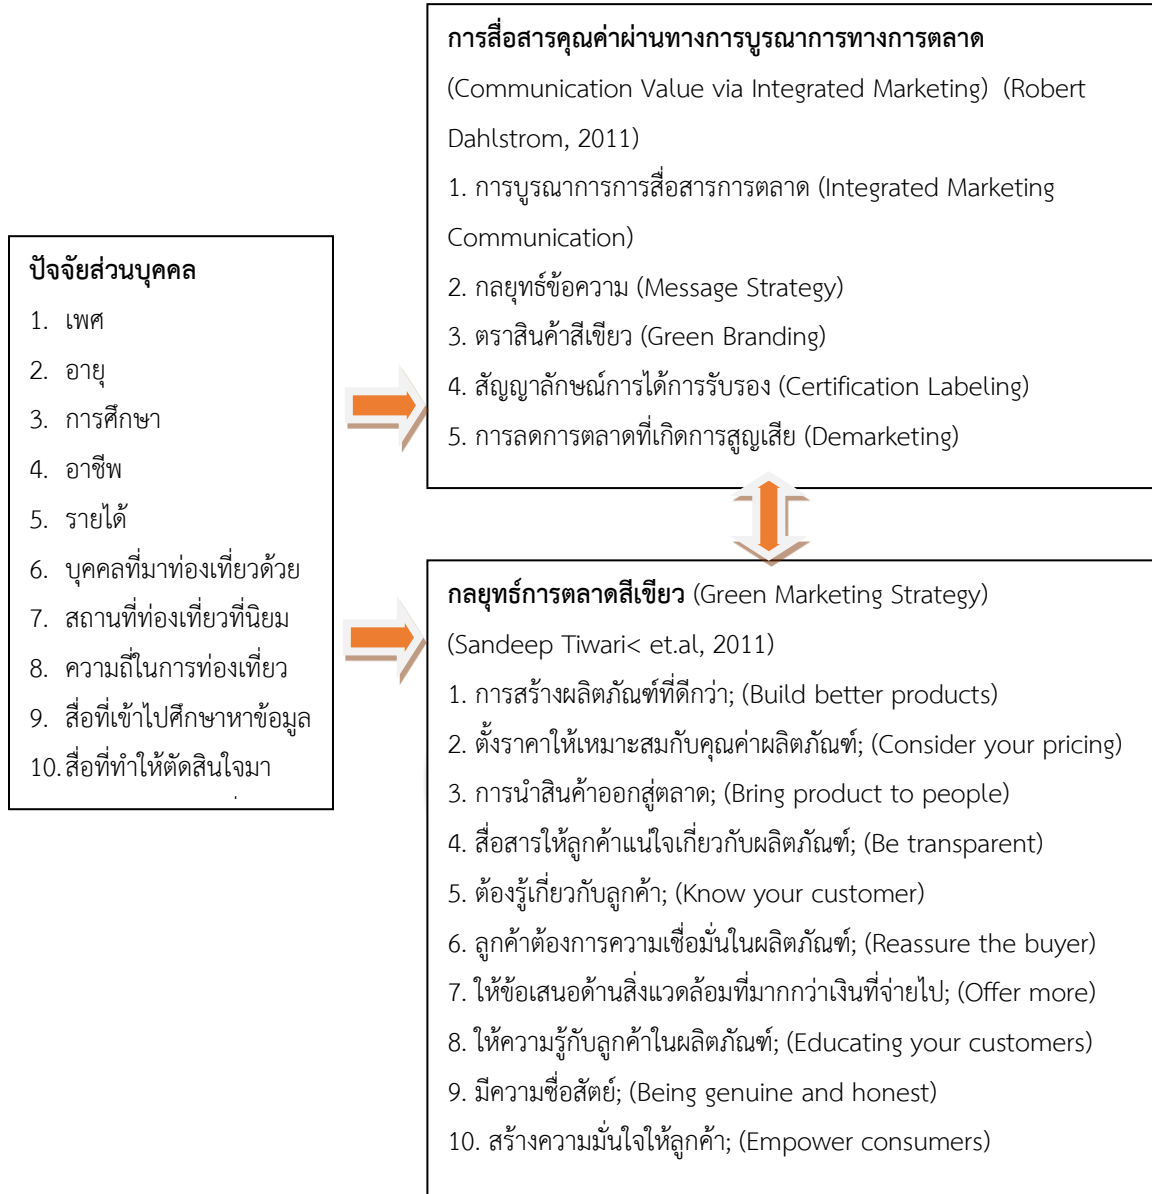 ปัจจัยส่วนบุคคล
1. เพศ
2. อายุ
3. การศึกษา
4. อาชีพ
5. รายได้
6. บุคคลที่มาท่องเที่ยวด้วย
7. สถานที่ท่องเที่ยวที่นิยม
8. ความถี่ในการท่องเที่ยว
9. สื่อที่เข้าไปศึกษาหาข้อมูล
10. สื่อที่ทำให้ตัดสินใจมา
การสื่อสารคุณค่าผ่านทางการบูรณาการทางการตลาด
(Communication Value via Integrated Marketing) (Robert
Dahlstrom, 2011)
1. การบูรณาการการสื่อสารการตลาด (Integrated Marketing
Communication)
2. กลยุทธ์ข้อความ (Message Strategy)
3. ตราสินค้าสีเขียว (Green Branding)
4. สัญญาลักษณ์การได้การรับรอง (Certification Labeling)
5. การลดการตลาดที่เกิดการสูญเสีย (Demarketing)
กลยุทธ์การตลาดสีเขียว (Green Marketing Strategy)
(Sandeep Tiwari< et.al, 2011)
1. การสร้างผลิตภัณฑ์ที่ดีกว่า; (Build better products)
2. ตั้งราคาให้เหมาะสมกับคุณค่าผลิตภัณฑ์; (Consider your pricing)
3. การนำสินค้าออกสู่ตลาด; (Bring product to people)
4. สื่อสารให้ลูกค้าแน่ใจเกี่ยวกับผลิตภัณฑ์; (Be transparent)
5. ต้องรู้เกี่ยวกับลูกค้า; (Know your customer)
6. ลูกค้าต้องการความเชื่อมั่นในผลิตภัณฑ์; (Reassure the buyer)
7. ให้ข้อเสนอด้านสิ่งแวดล้อมที่มากกว่าเงินที่จ่ายไป; (Offer more)
8. ให้ความรู้กับลูกค้าในผลิตภัณฑ์; (Educating your customers)
9. มีความซื่อสัตย์; (Being genuine and honest)
10. สร้างความมั่นใจให้ลูกค้า; (Empower consumers)